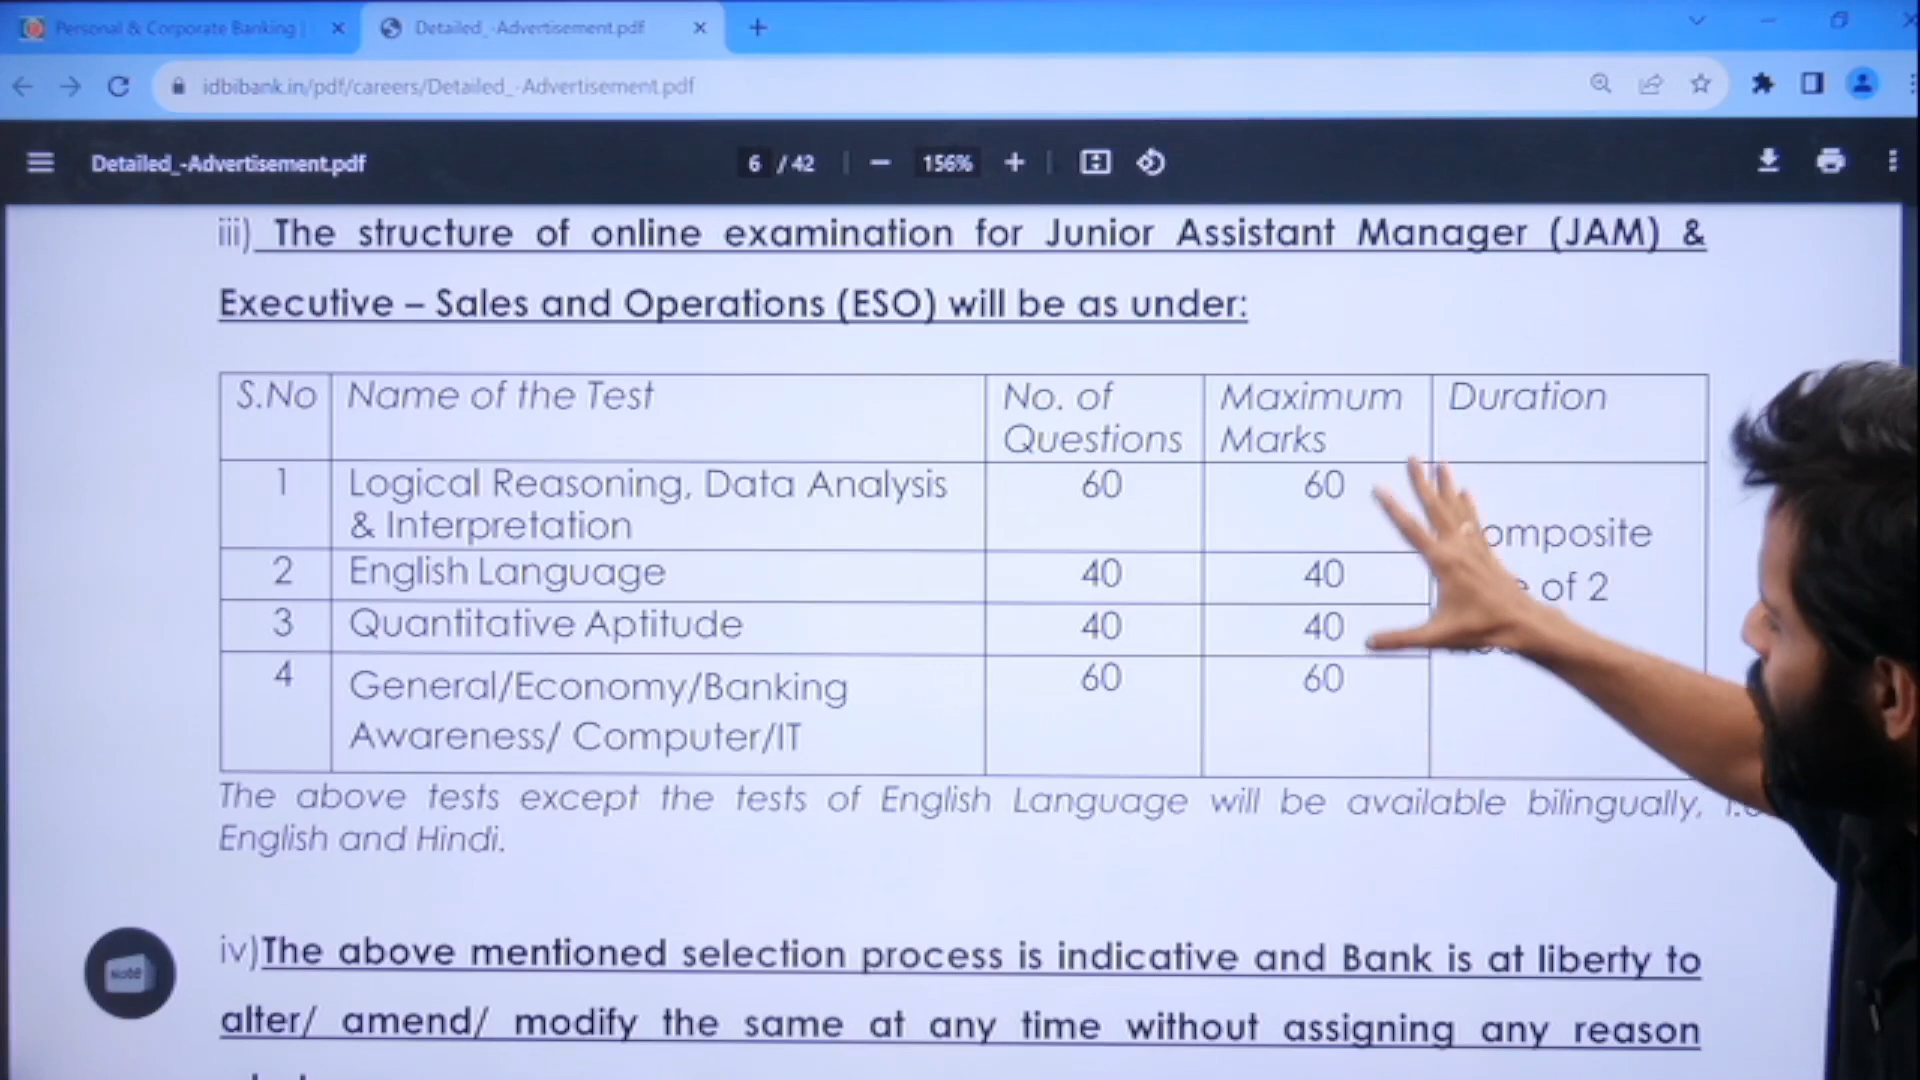 Personal & Corporate Banking |
Detailed_-Advertisement.pdf
idbibank.in/pdf/careers/Detailed_-Advertisement.pdf
Detailed_-Advertisement.pdf
6 / 42
156%
iii) The structure of online examination for Junior Assistant Manager (JAM) &
Executive – Sales and Operations (ESO) will be as under:
S.No Name of the Test No. of Questions Maximum Marks Duration
1 Logical Reasoning, Data Analysis & Interpretation 60 60
2 English Language 40 40
3 Quantitative Aptitude 40 40
4 General/Economy/Banking Awareness/ Computer/IT 60 60
omposite
of 2
The above tests except the tests of English Language will be available bilingually,
English and Hindi.
iv)The above mentioned selection process is indicative and Bank is at liberty to
alter/ amend/ modify the same at any time without assigning any reason